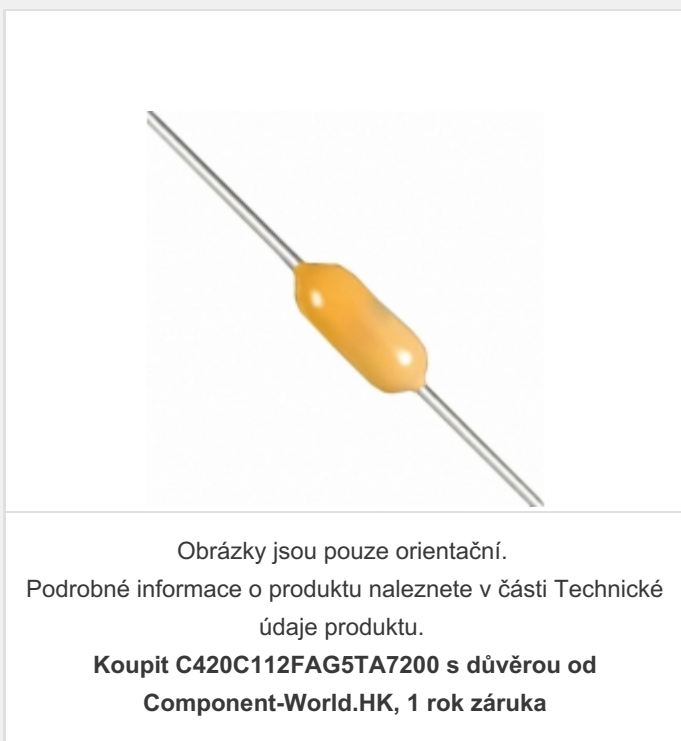 Obrázky jsou pouze orientační.
Podrobné informace o produktu naleznete v části Technické
údaje produktu.
Koupit C420C112FAG5TA7200 s důvěrou od
Component-World.HK, 1 rok záruka